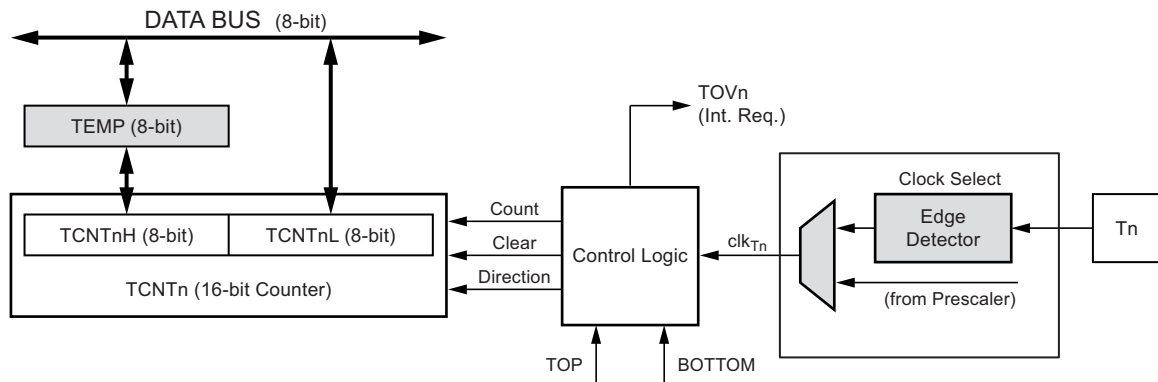 DATA BUS (8-bit)
TEMP (8-bit)
TCNTnH (8-bit)
TCNTnL (8-bit)
TCNTn (16-bit Counter)
Count
Clear
Direction
TOVn
(Int. Req.)
Control Logic
TOP
BOTTOM
clkTn
Clock Select
Edge
Detector
(from Prescaler)
Tn